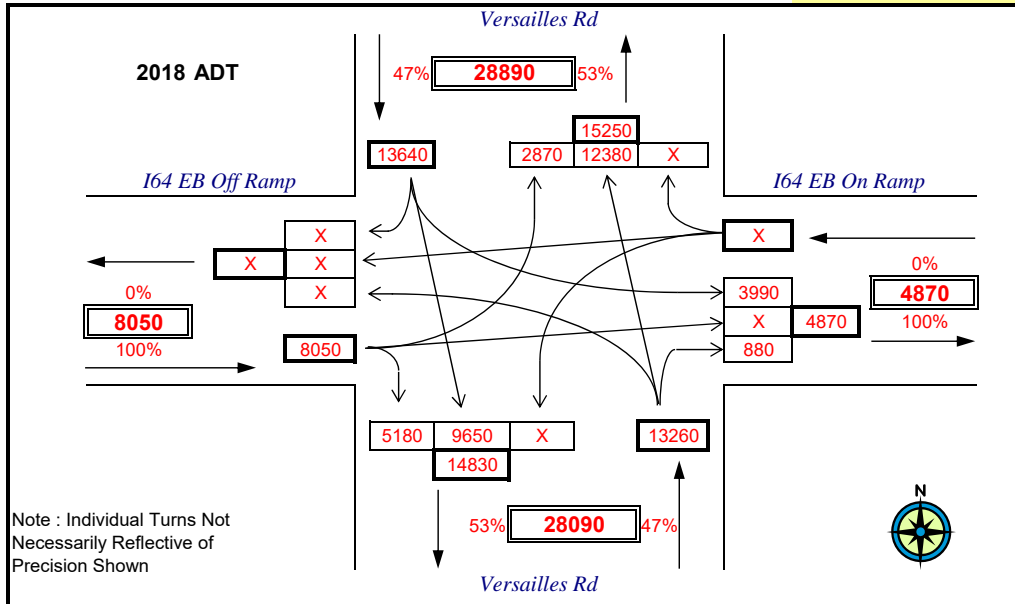 Versailles Rd
2018 ADT
47% 28890 53%
15250
13640 2870 12380 X
I64 EB Off Ramp I64 EB On Ramp
X X
X X
X
0% 0%
3990 4870
8050 X 4870
100% 100%
8050 880
5180 9650 X 13260
14830
N
Note : Individual Turns Not
Necessarily Reflective of
Precision Shown
53% 28090 47%
Versailles Rd